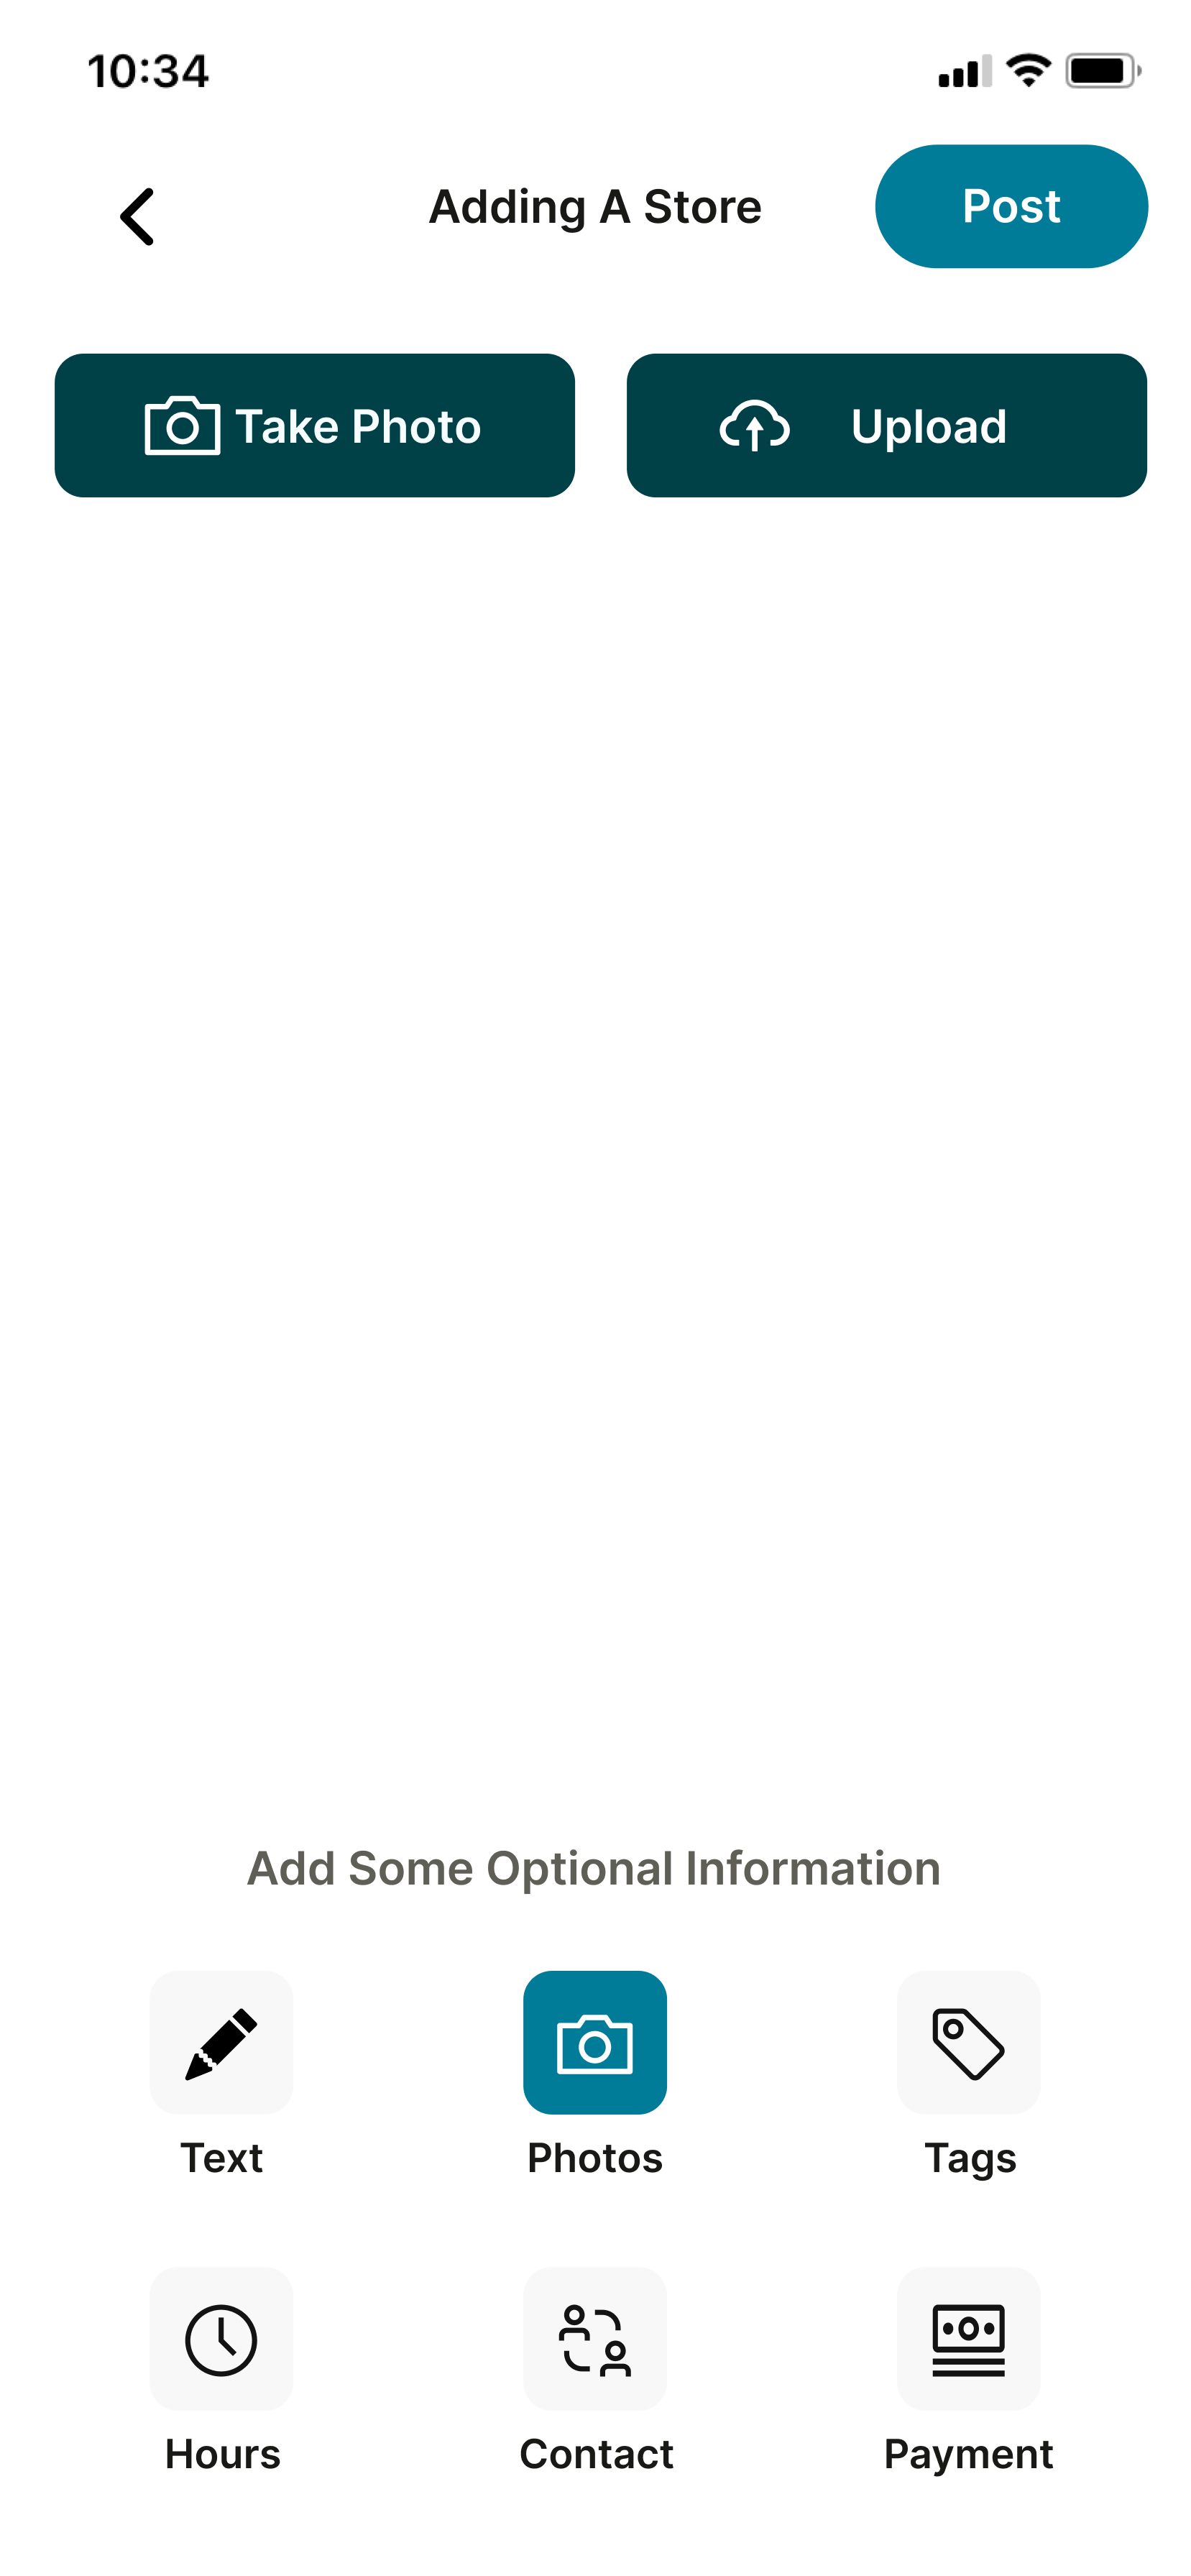 10:34
Adding A Store
Post
Take Photo
Upload
Add Some Optional Information
Text
Photos
Tags
Hours
Contact
Payment